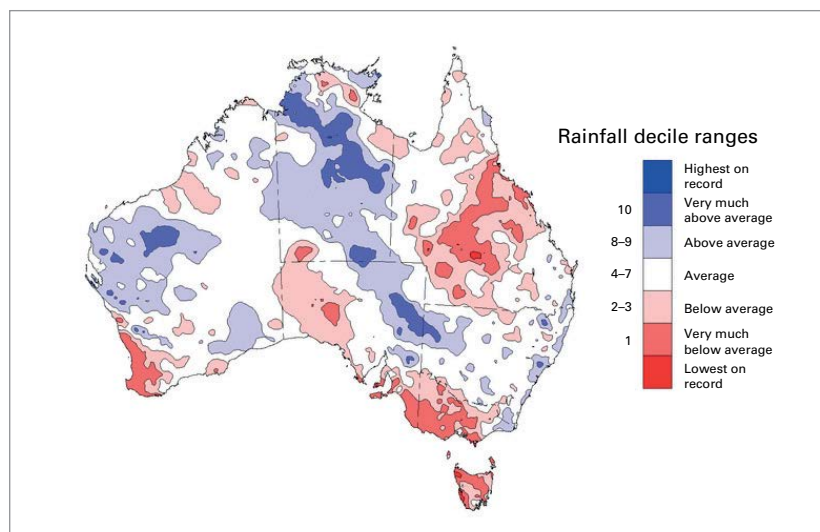 Rainfall decile ranges
Highest on
record
10 Very much
above average
8–9 Above average
4–7 Average
2–3 Below average
1 Very much
below average
Lowest on
record